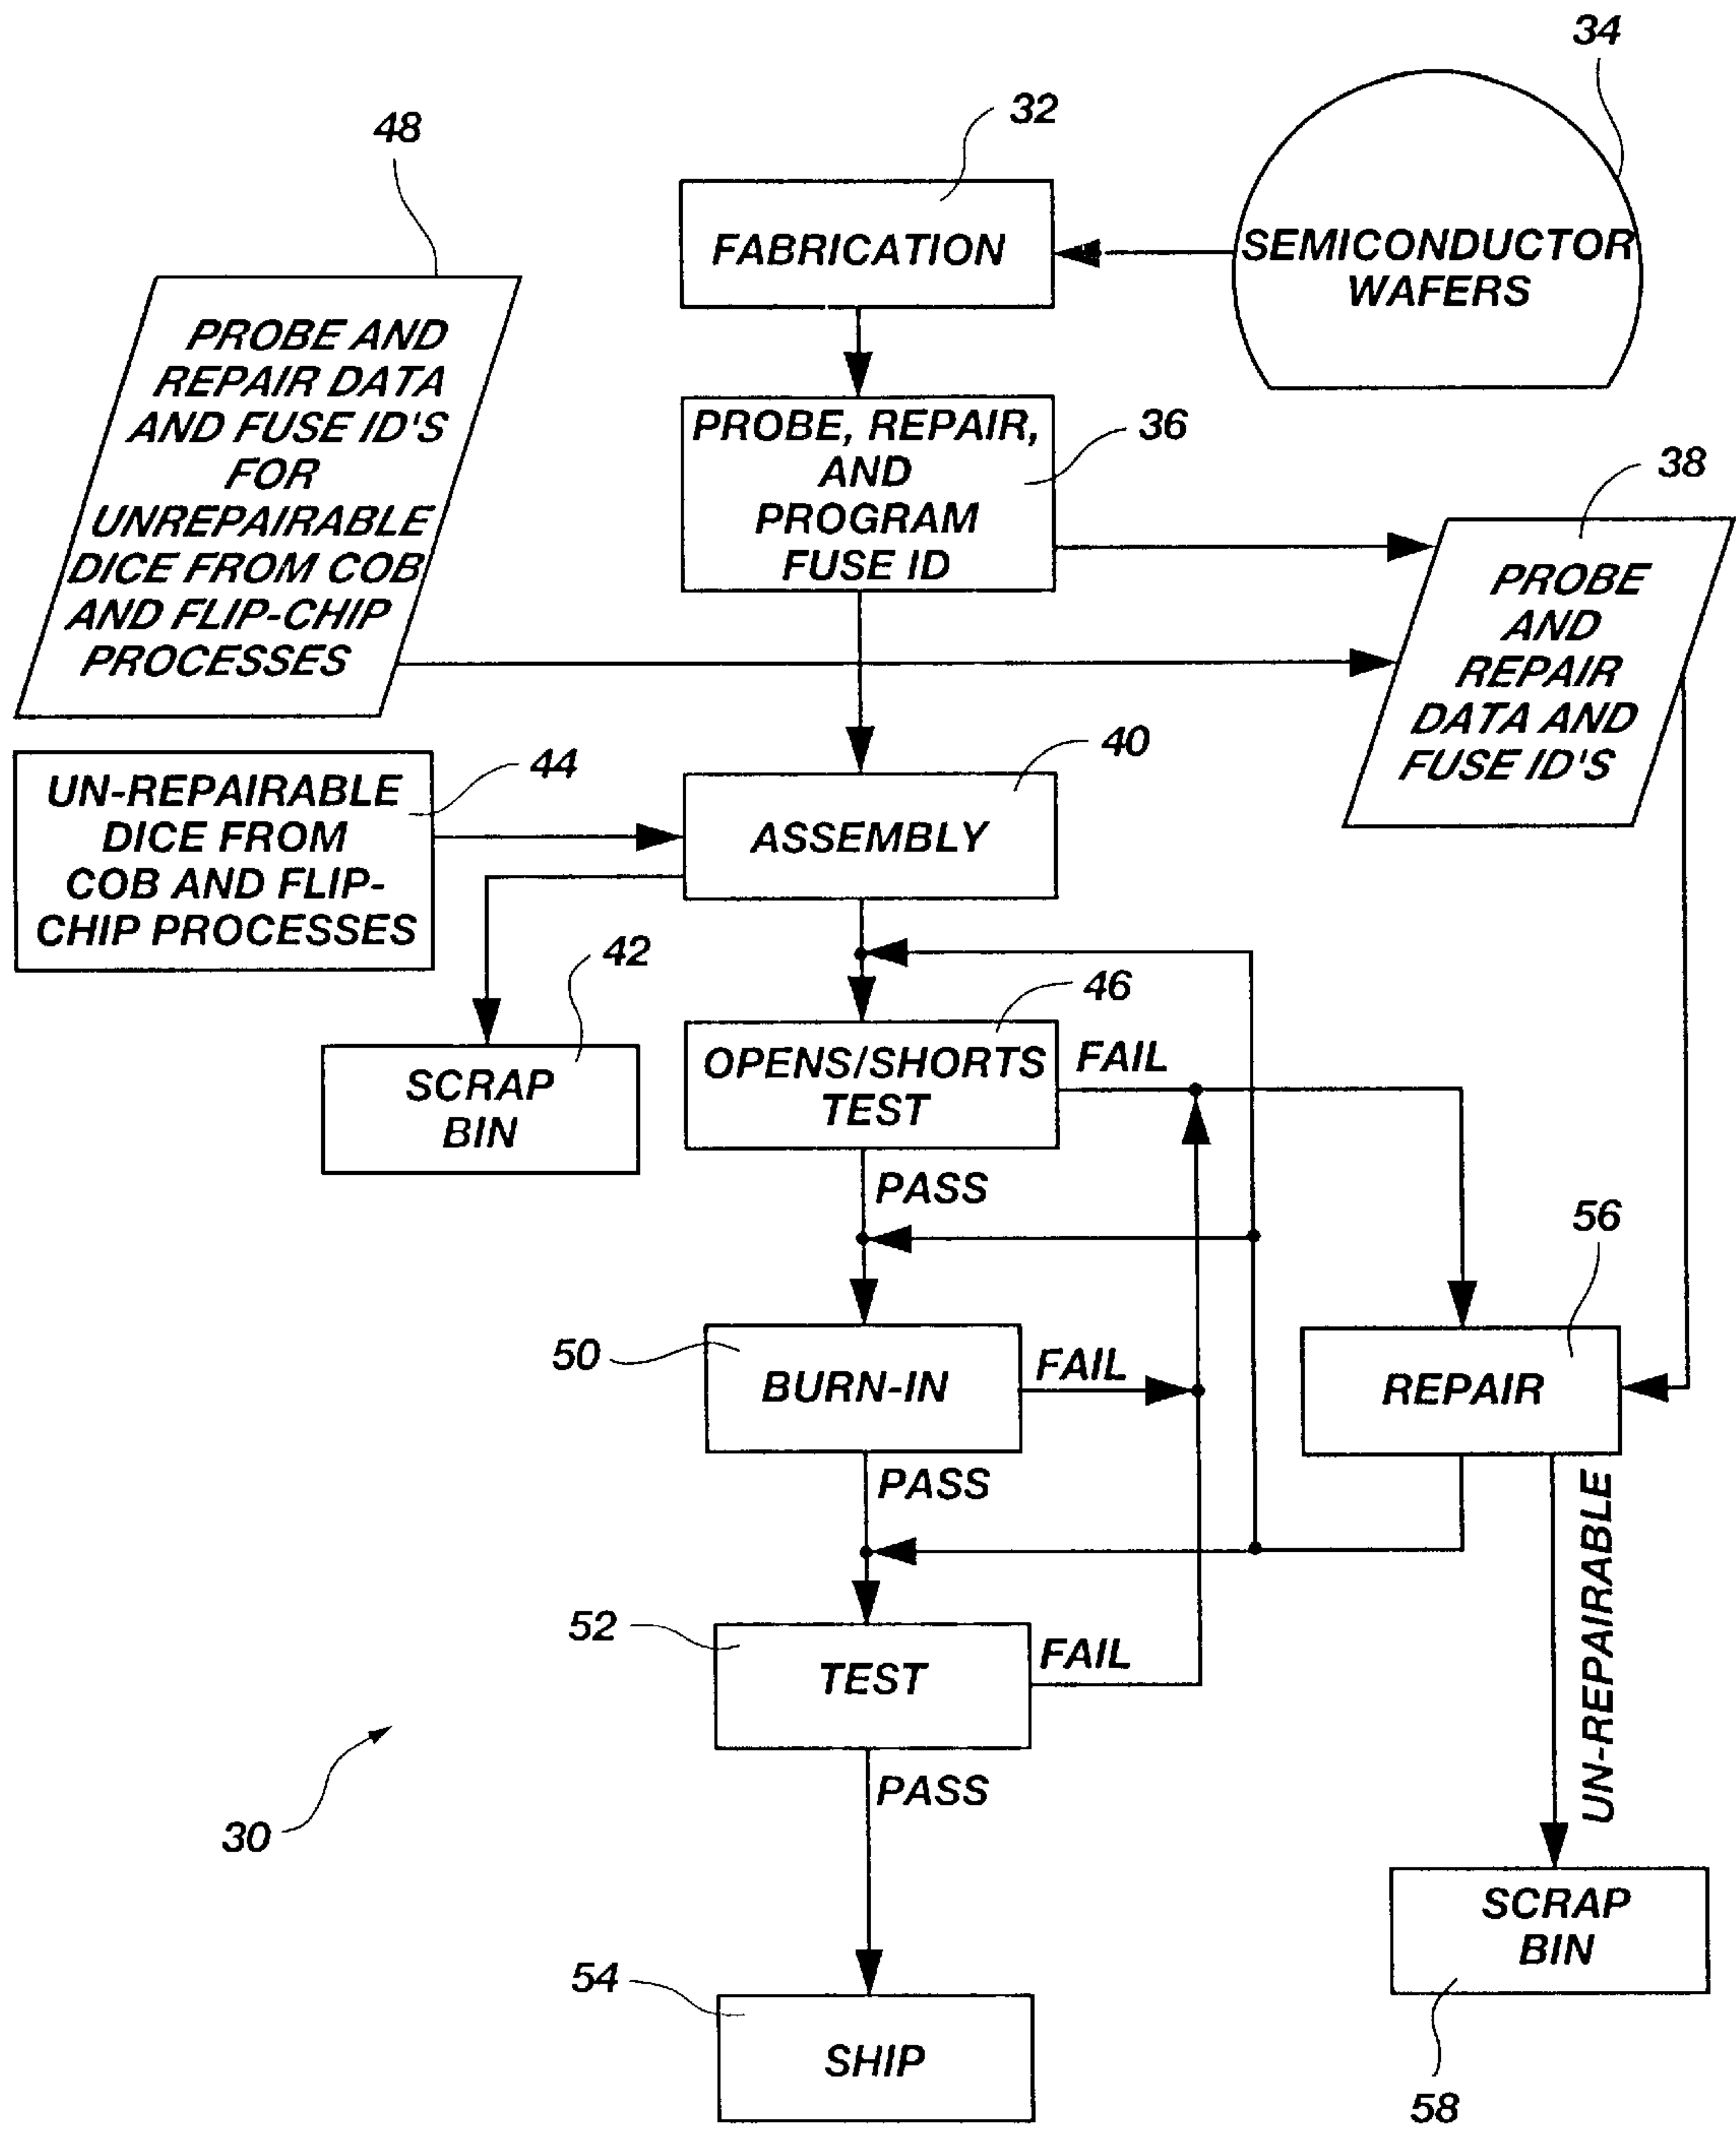 34
32
48
FABRICATION
SEMICONDUCTOR
WAFERS
PROBE AND
REPAIR DATA
AND FUSE ID'S
FOR
UNREPAIRABLE
DICE FROM COB
AND FLIP-CHIP
PROCESSES
PROBE, REPAIR,
AND
PROGRAM
FUSE ID
36
38
PROBE
AND
REPAIR
DATA AND
FUSE ID'S
44
UN-REPAIRABLE
DICE FROM
COB AND FLIP-
CHIP PROCESSES
40
ASSEMBLY
42
SCRAP
BIN
46
OPENS/SHORTS
TEST
FAIL
PASS
56
50
BURN-IN
FAIL
REPAIR
PASS
UN-REPAIRABLE
52
TEST
FAIL
PASS
30
SCRAP
BIN
54
SHIP
58